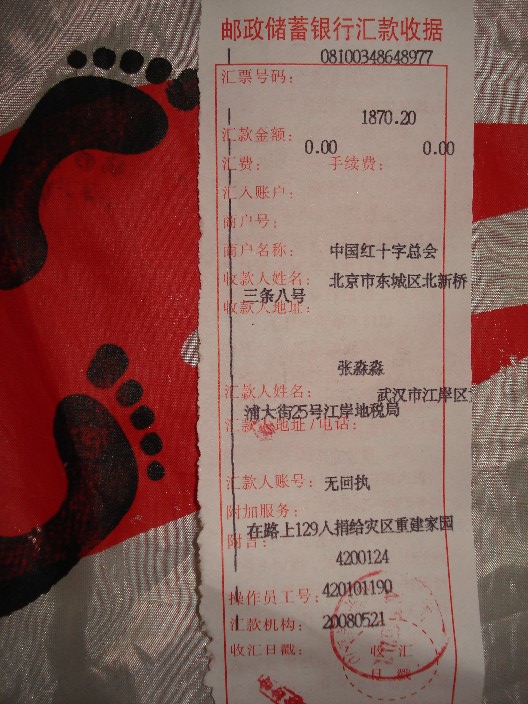 邮政储蓄银行汇款收据
08100348648977
汇票号码:
1870.20
汇款金额:
0.00 0.00
汇费: 手续费:
汇入账户:
商户号:
商户名称: 中国红十字总会
收款人姓名: 北京市东城区北新桥
三条八号
收款人地址:
张淼淼
汇款人姓名: 武汉市江岸区
浦大街25号江岸地税局
汇款人地址/电话:
汇款人账号: 无回执
附加服务:
在路上129人捐给灾区重建家园
附言:
4200124
操作员工号: 420101190
汇款机构: 20080521
收汇日戳: 收汇
日戳